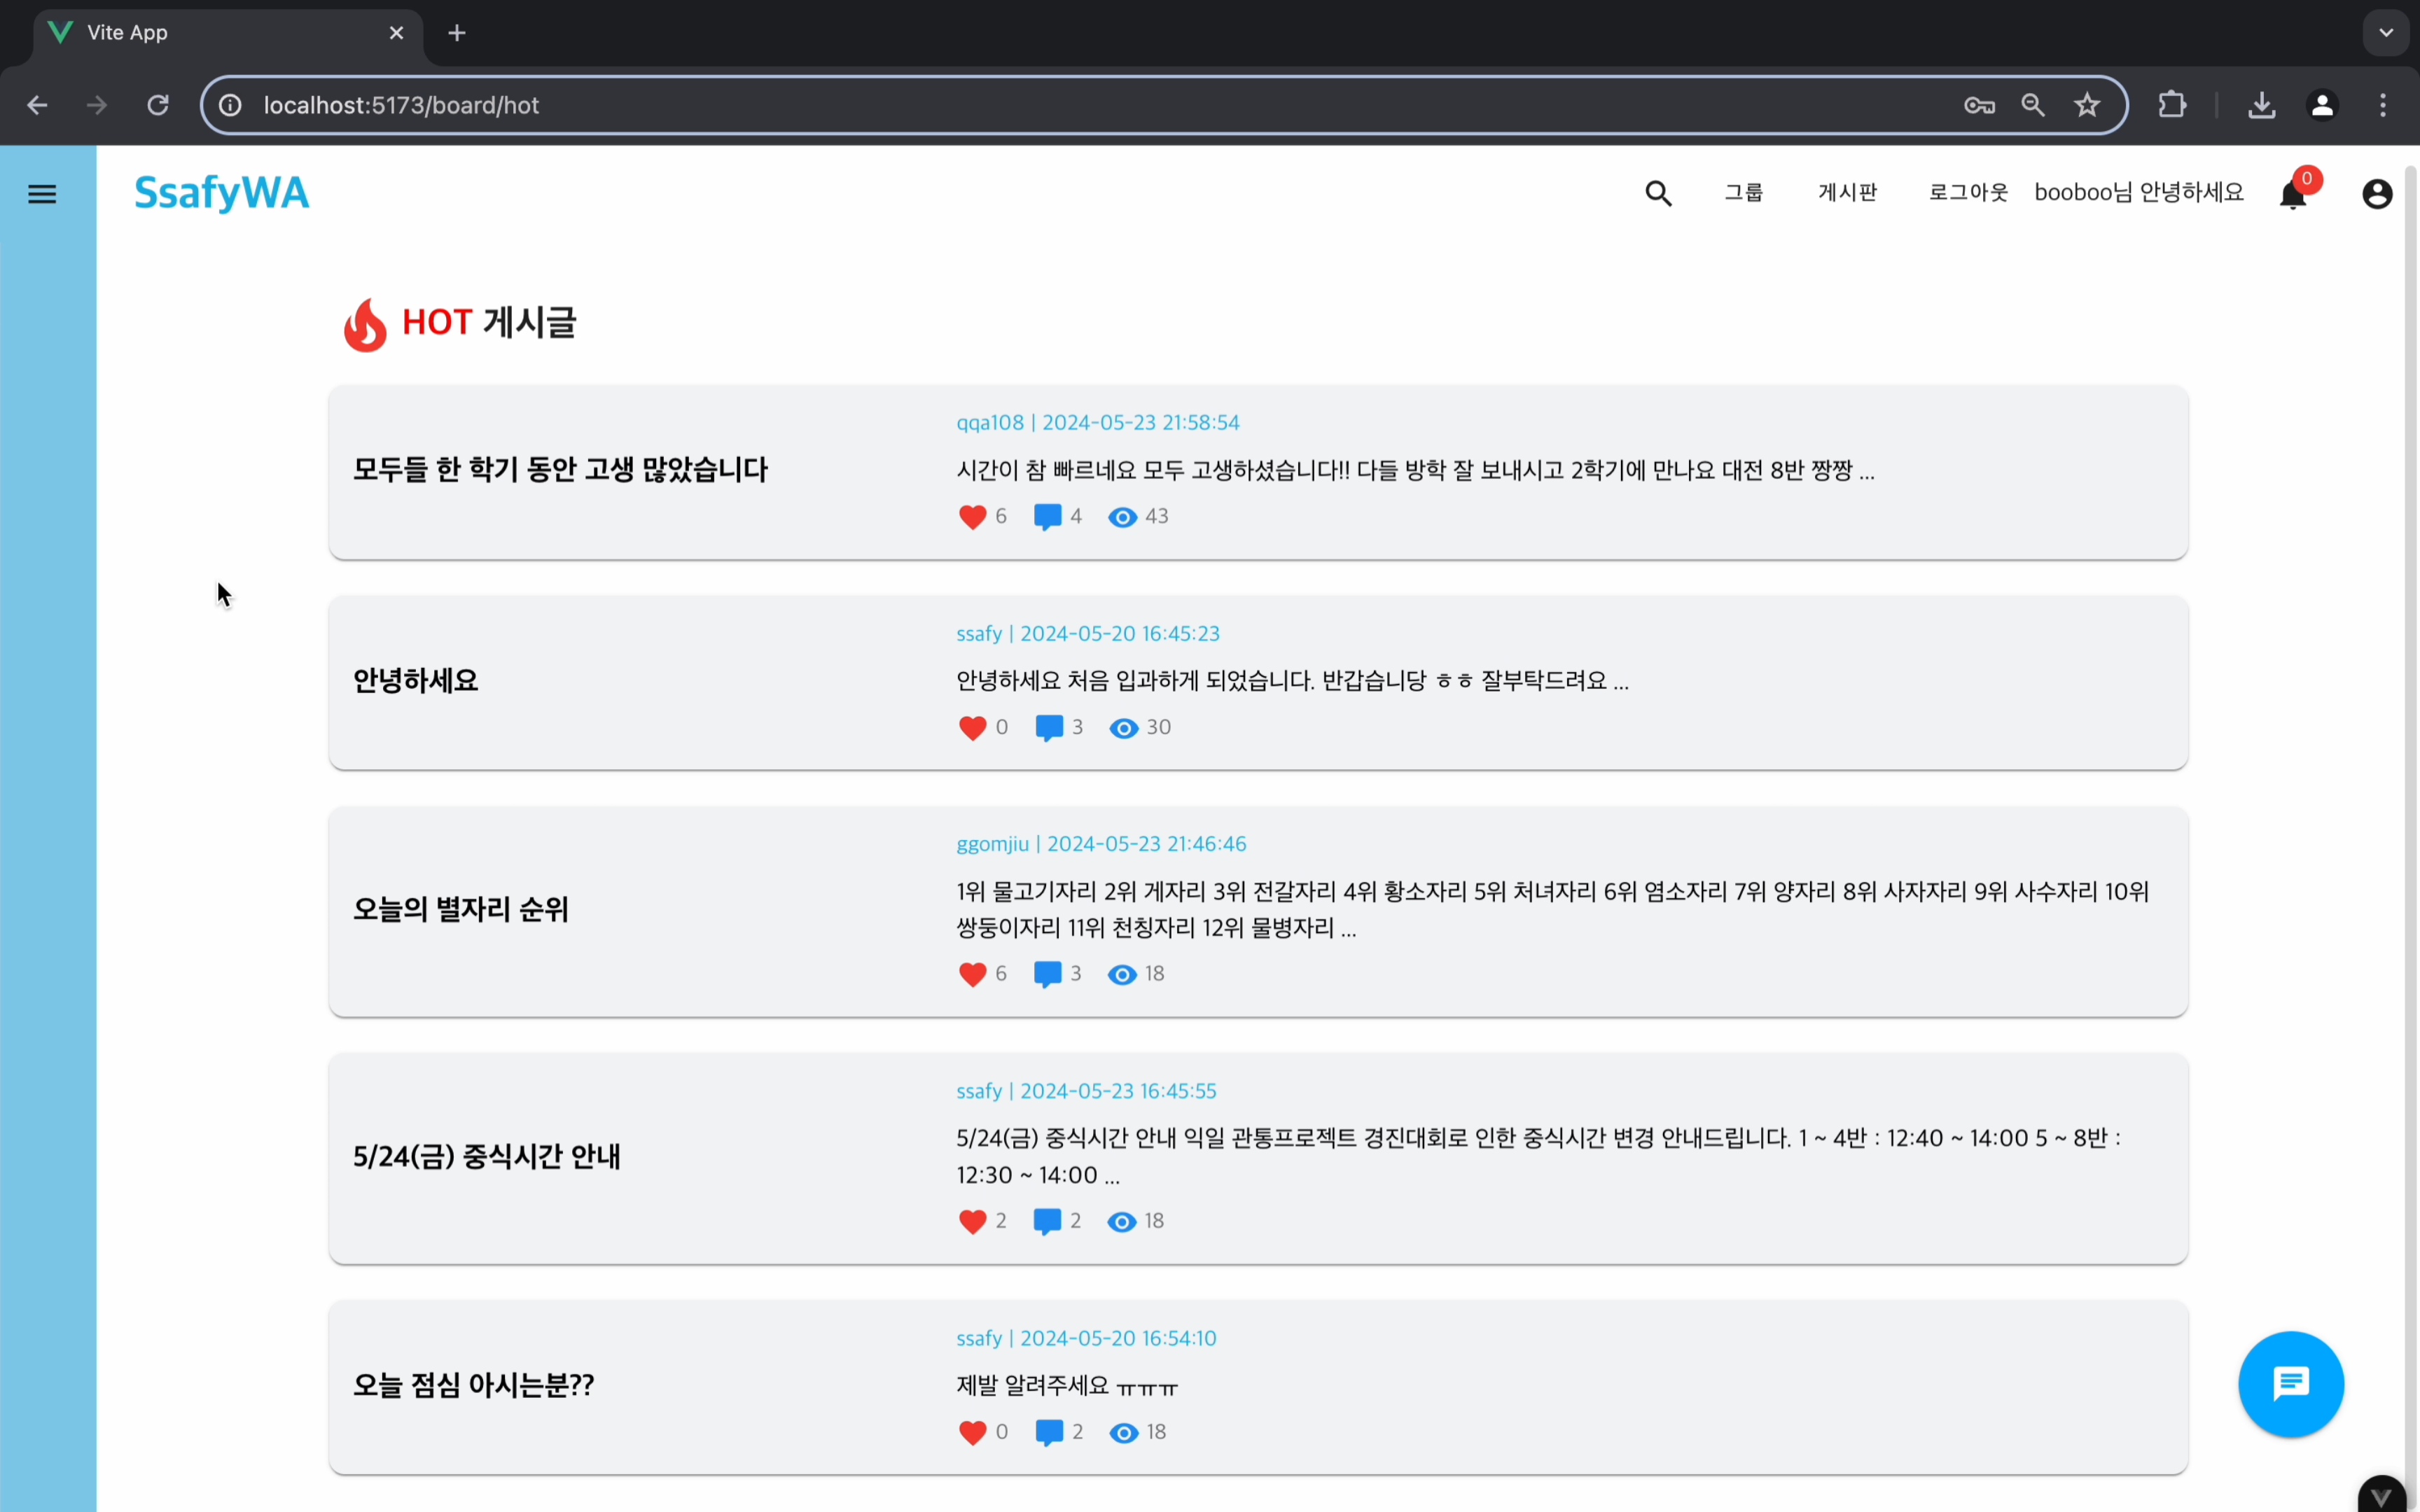 Vite App
localhost:5173/board/hot
SsafyWA
그룹 게시판 로그아웃 booboo님 안녕하세요 0
HOT 게시글
모두들 한 학기 동안 고생 많았습니다
qqa108 | 2024-05-23 21:58:54
시간이 참 빠르네요 모두 고생하셨습니다!! 다들 방학 잘 보내시고 2학기에 만나요 대전 8반 짱짱 ...
6 4 43
안녕하세요
ssafy | 2024-05-20 16:45:23
안녕하세요 처음 입과하게 되었습니다. 반갑습니당 ㅎㅎ 잘부탁드려요 ...
0 3 30
오늘의 별자리 순위
ggomjiu | 2024-05-23 21:46:46
1위 물고기자리 2위 게자리 3위 전갈자리 4위 황소자리 5위 처녀자리 6위 염소자리 7위 양자리 8위 사자자리 9위 사수자리 10위
쌍둥이자리 11위 천칭자리 12위 물병자리 ...
6 3 18
5/24(금) 중식시간 안내
ssafy | 2024-05-23 16:45:55
5/24(금) 중식시간 안내 익일 관통프로젝트 경진대회로 인한 중식시간 변경 안내드립니다. 1 ~ 4반 : 12:40 ~ 14:00 5 ~ 8반 :
12:30 ~ 14:00 ...
2 2 18
오늘 점심 아시는분??
ssafy | 2024-05-20 16:54:10
제발 알려주세요 ㅠㅠㅠ
0 2 18